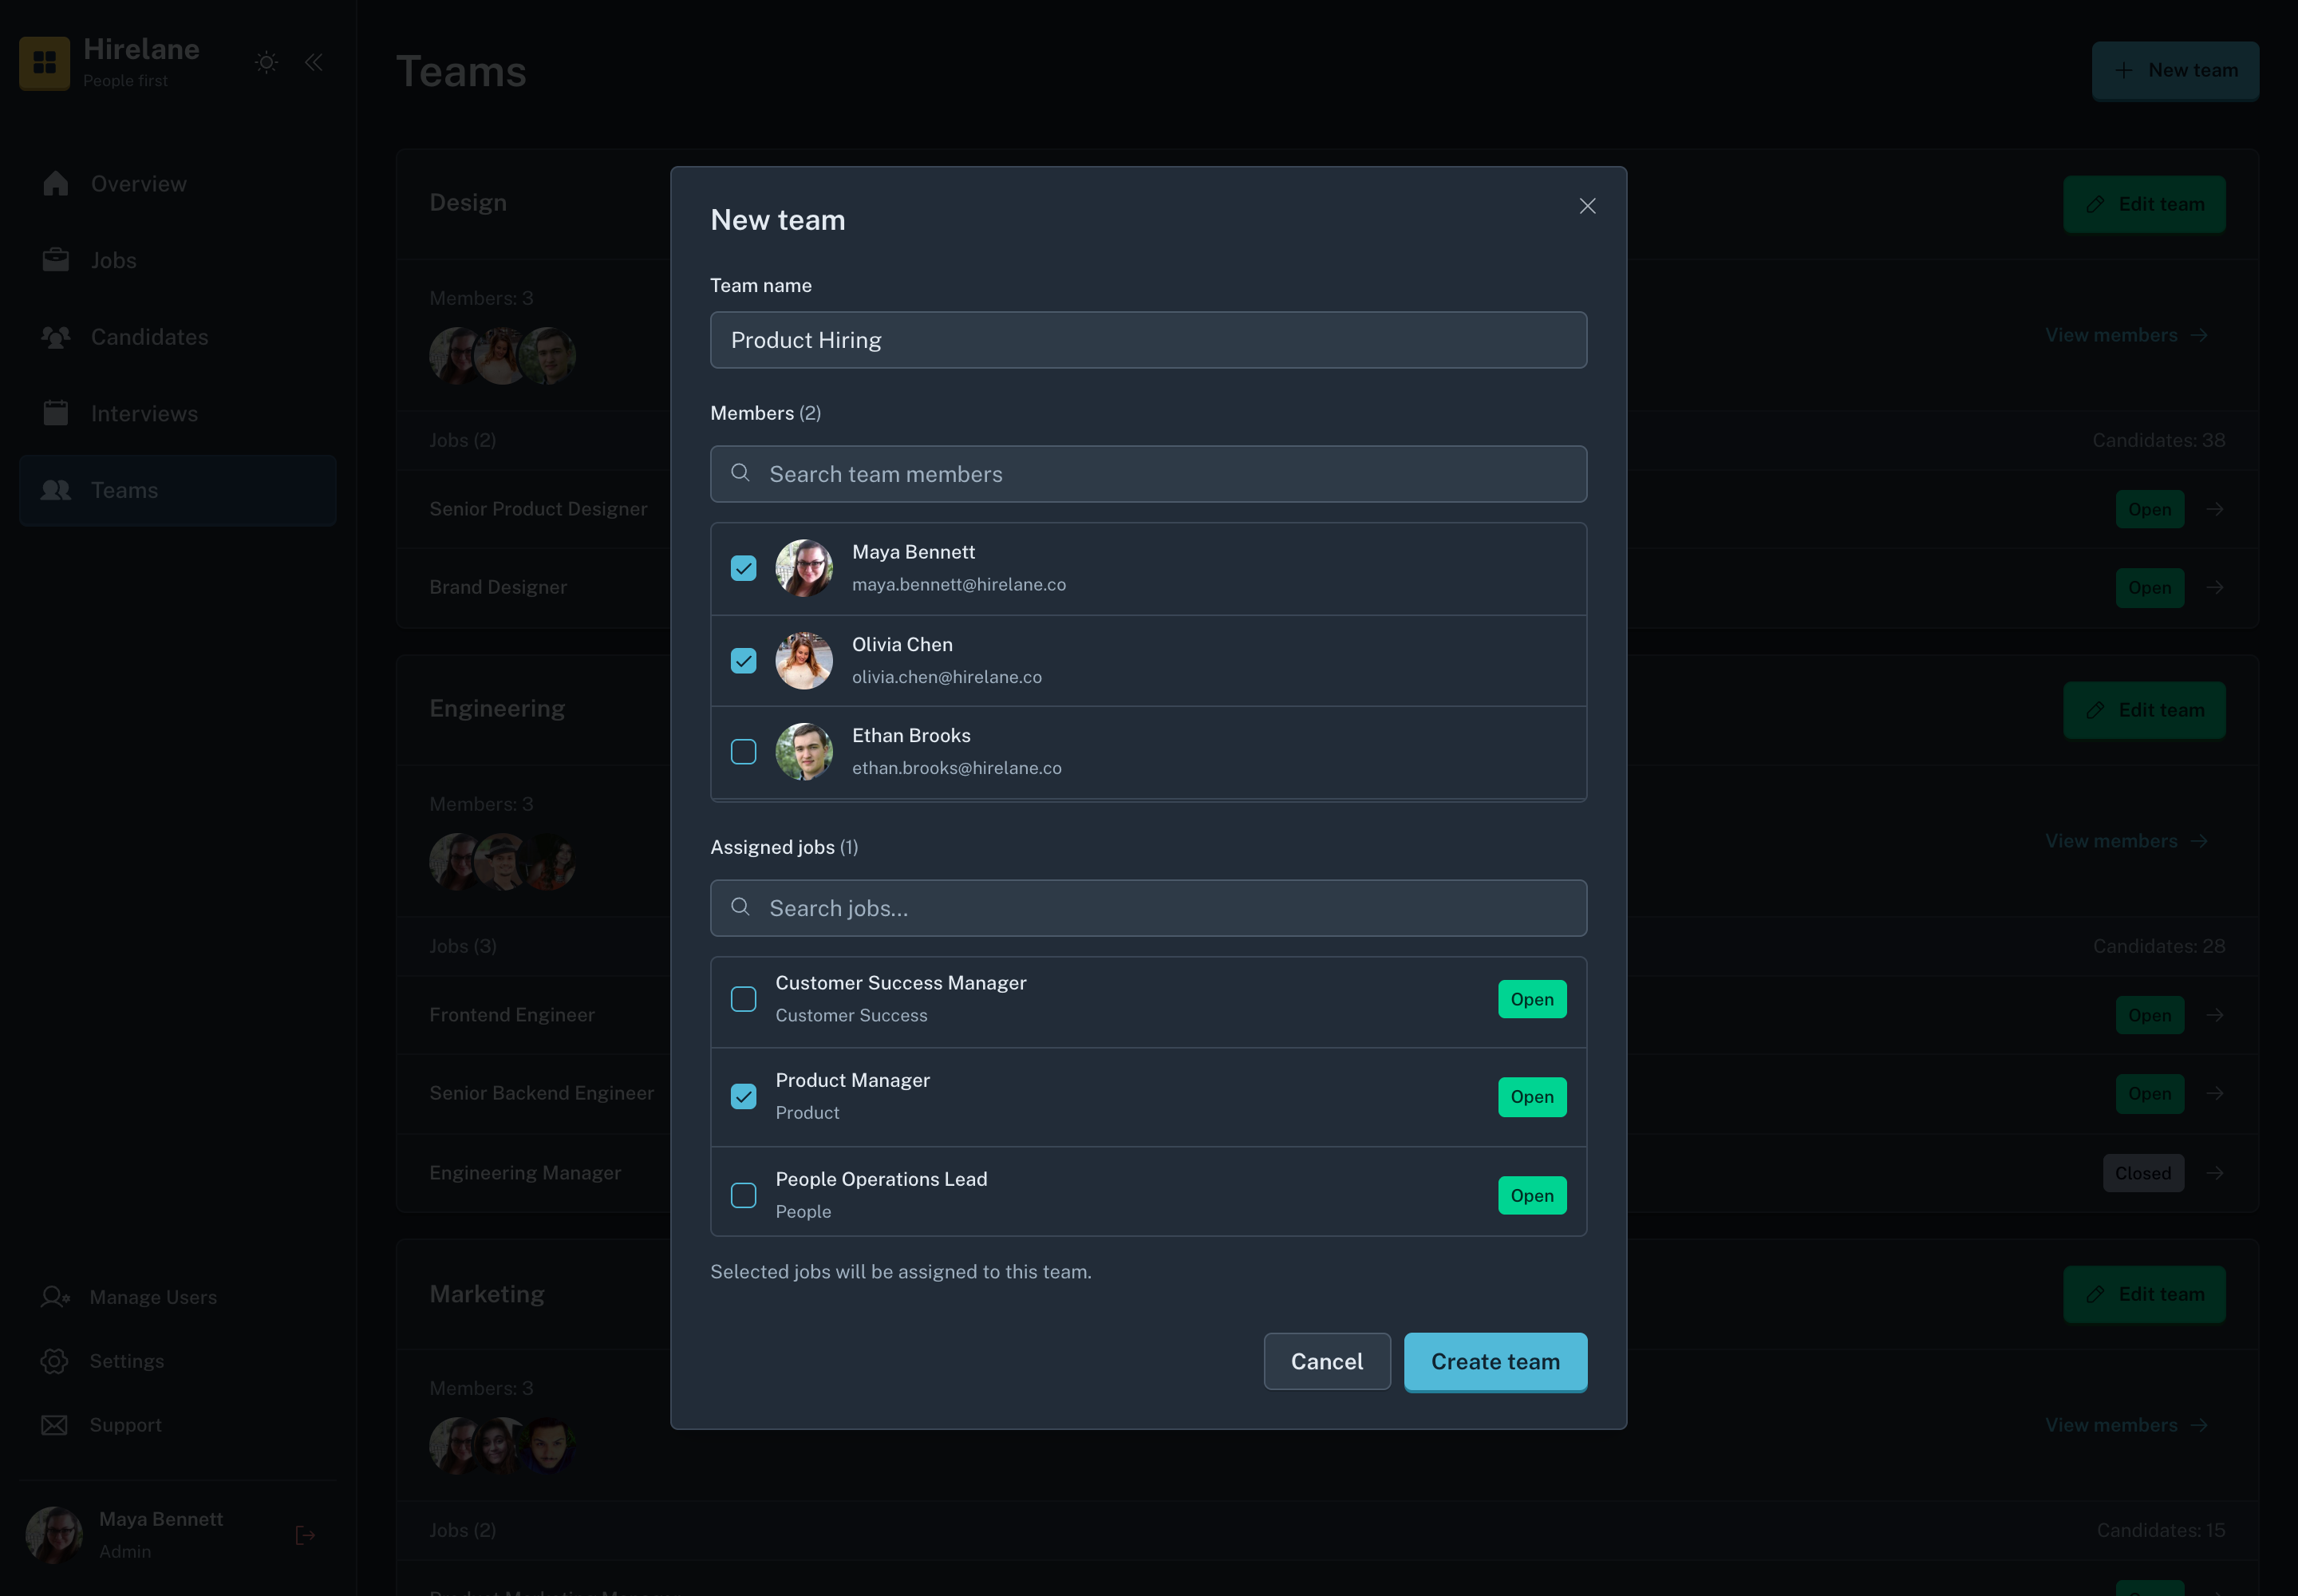 Hirelane
People first
Overview
Jobs
Candidates
Interviews
Teams
Manage Users
Settings
Support
Maya Bennett
Admin
Teams
New team
Design
Edit team
Members: 3
View members
Jobs (2)
Candidates: 38
Senior Product Designer
Open
Brand Designer
Open
Engineering
Edit team
Members: 3
View members
Jobs (3)
Candidates: 28
Frontend Engineer
Open
Senior Backend Engineer
Open
Engineering Manager
Closed
Marketing
Edit team
Members: 3
View members
Jobs (2)
Candidates: 15
New team
Team name
Product Hiring
Members (2)
Search team members
Maya Bennett
maya.bennett@hirelane.co
Olivia Chen
olivia.chen@hirelane.co
Ethan Brooks
ethan.brooks@hirelane.co
Assigned jobs (1)
Search jobs...
Customer Success Manager
Customer Success
Open
Product Manager
Product
Open
People Operations Lead
People
Open
Selected jobs will be assigned to this team.
Cancel
Create team